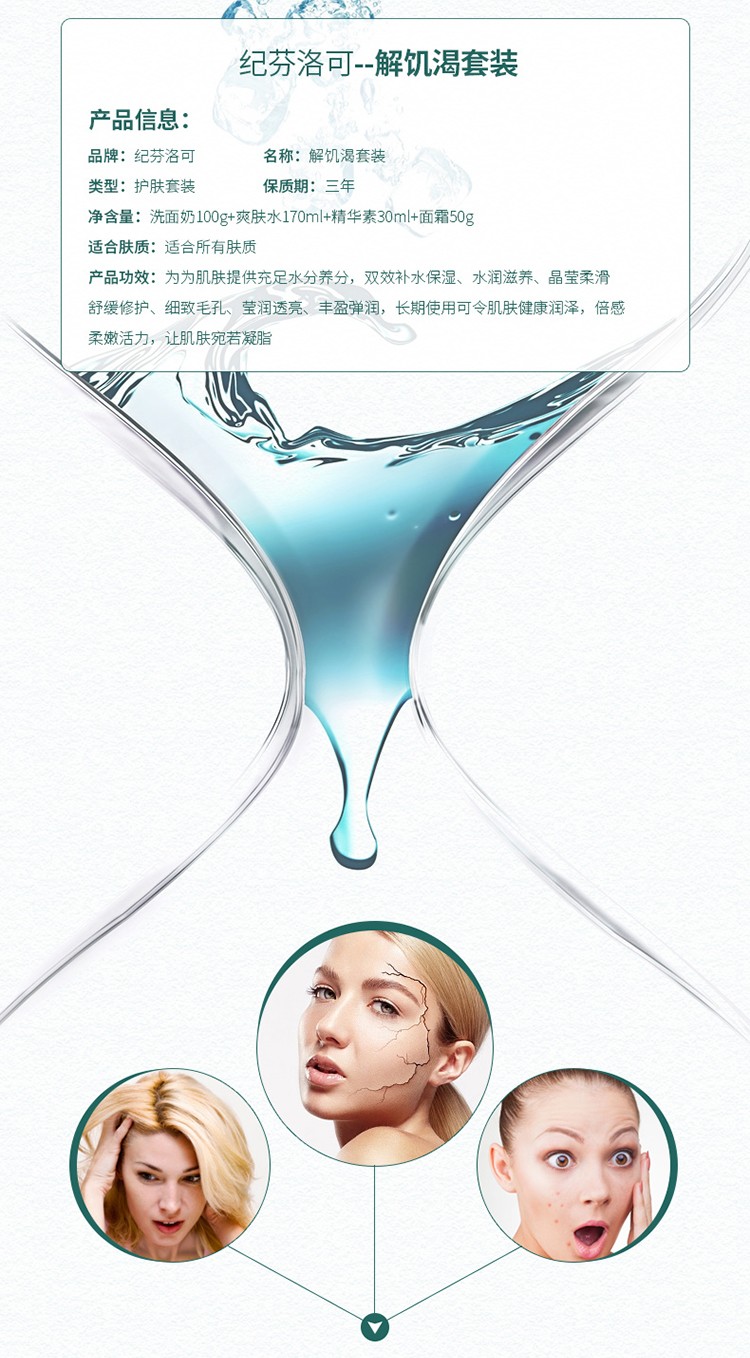 纪芬洛可--解饥渴套装
产品信息：
品牌：纪芬洛可 名称：解饥渴套装
类型：护肤套装 保质期：三年
净含量：洗面奶100g+爽肤水170ml+精华素30ml+面霜50g
适合肤质：适合所有肤质
产品功效：为为肌肤提供充足水分养分，双效补水保湿、水润滋养、晶莹柔滑
舒缓修护、细致毛孔、莹润透亮、丰盈弹润，长期使用可令肌肤健康润泽，倍感
柔嫩活力，让肌肤宛若凝脂